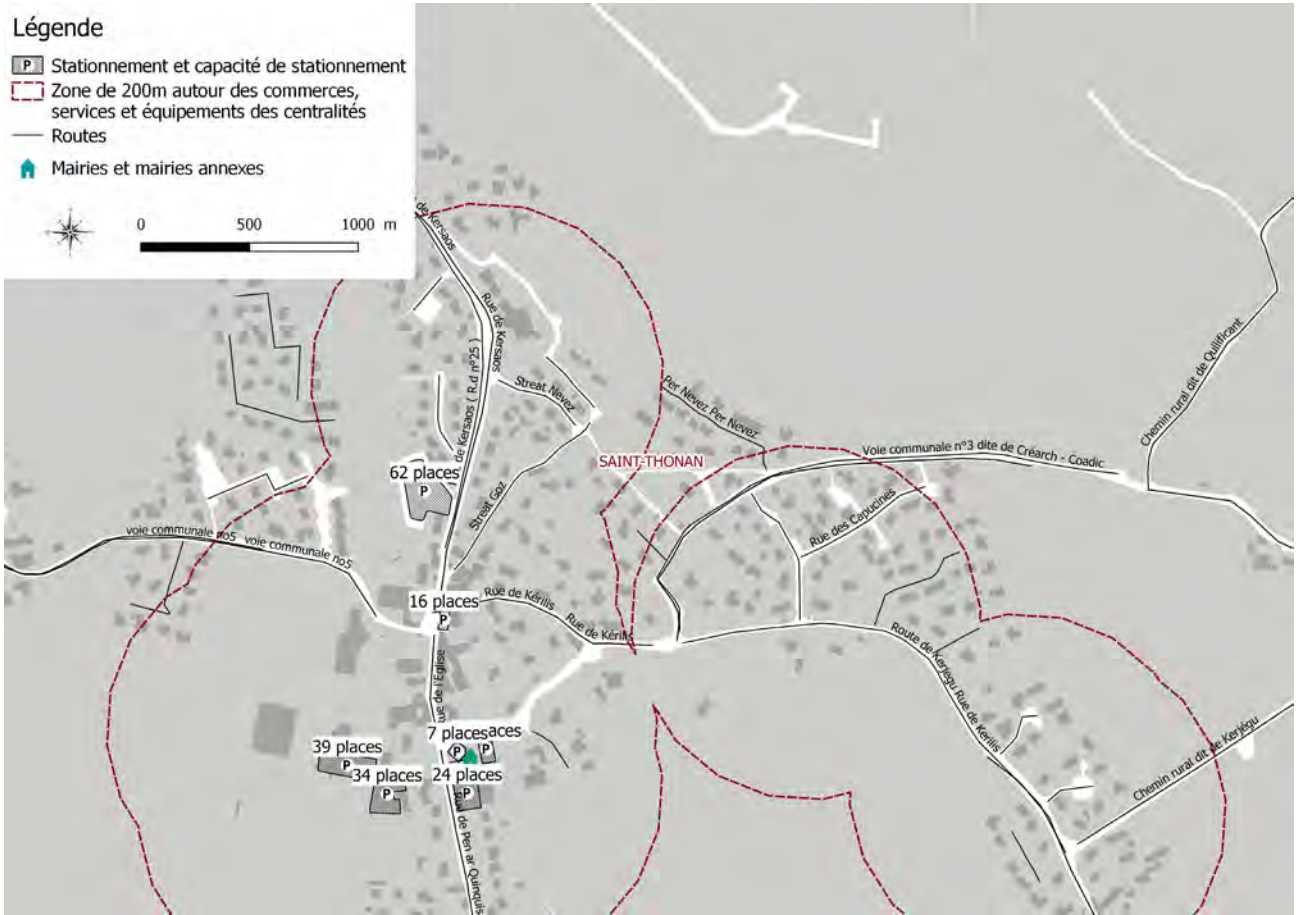 Légende
P Stationnement et capacité de stationnement
Zone de 200m autour des commerces,
services et équipements des centralités
Routes
Mairies et mairies annexes
0 500 1000 m
de Kersaos
Rue de Kersaos
de Kersaos ( R.d n°25 )
Streat Nevez
Per Nevez Per Nevez
Chemin rural dit de Quilificant
SAINT-THONAN
Voie communale n°3 dite de Créarch - Coadic
62 places
P
Streat Goz
Rue des Capucines
voie communale no5 voie communale no5
16 places
P
Rue de Kérilis
Rue de Kérilis
Route de Kerjegu Rue de Kerilis
de l'Eglise
7 places
P
P
39 places
P
34 places
P
24 places
P
Chemin rural dit de Kerjégu
Rue de Pen ar Quinquis